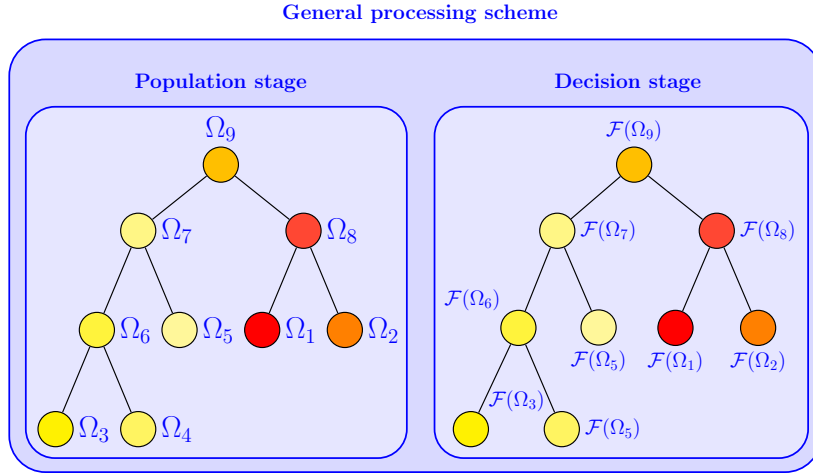 General processing scheme
Population stage
Ω₉
Ω₇
Ω₈
Ω₆
Ω₅
Ω₁
Ω₂
Ω₃
Ω₄
Decision stage
ℱ(Ω₉)
ℱ(Ω₇)
ℱ(Ω₈)
ℱ(Ω₆)
ℱ(Ω₅)
ℱ(Ω₁)
ℱ(Ω₂)
ℱ(Ω₃)
ℱ(Ω₅)